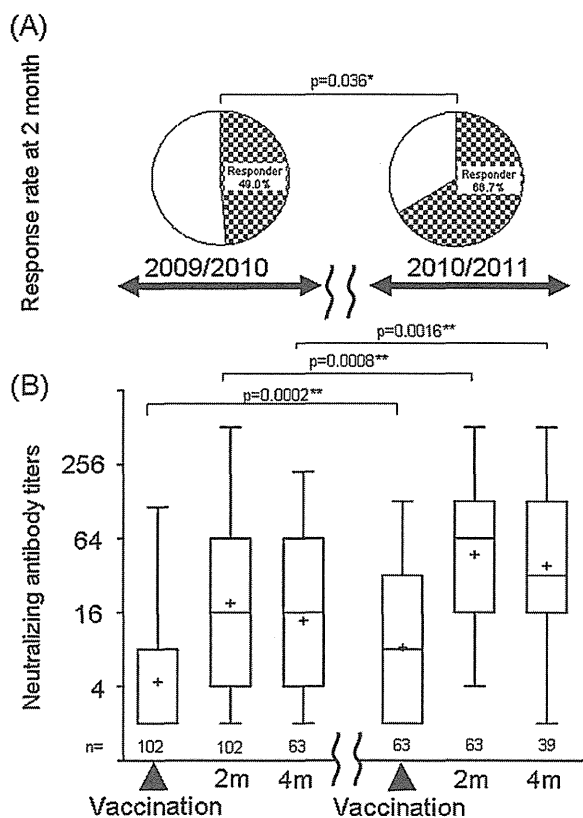 (A)
Response rate at 2 month
p=0.036*
Responder
49.0%
Responder
66.7%
2009/2010
2010/2011
p=0.0016**
p=0.0008**
p=0.0002**
(B)
Neutralizing antibody titers
256
64
16
4
n= 102 102 63 63 63 39
2m 4m 2m 4m
Vaccination Vaccination